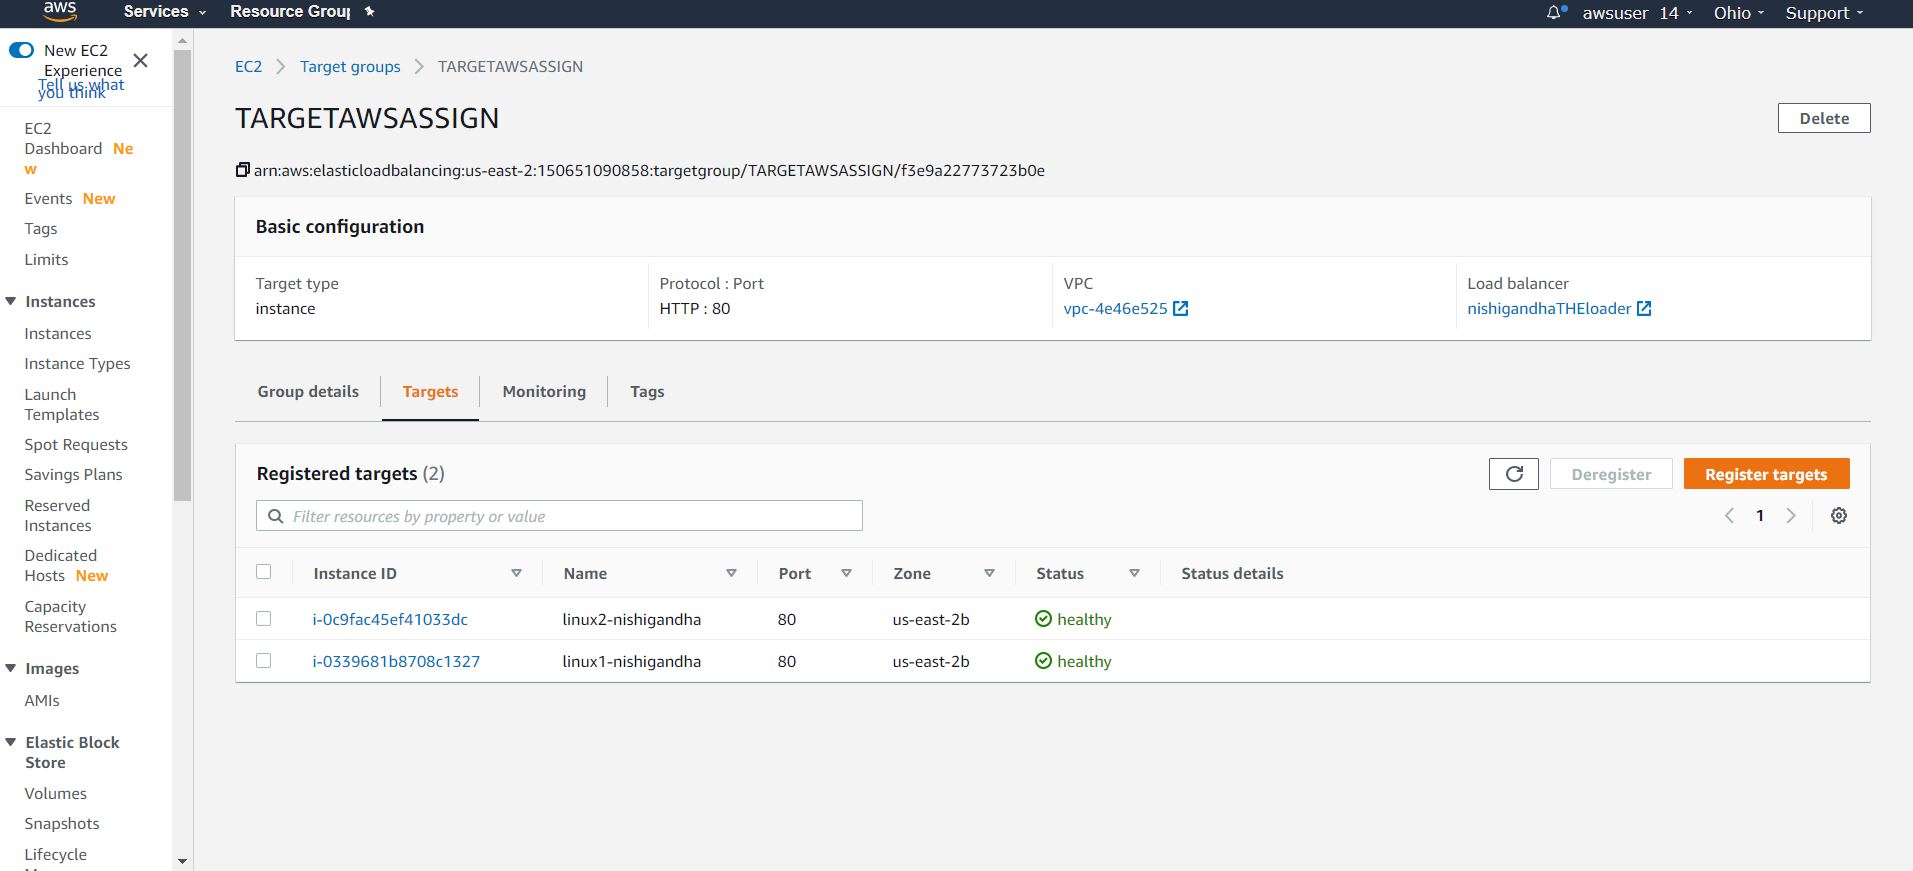 aws Services Resource Group awsuser 14 Ohio Support
New EC2
Experience
Tell us what
you think
EC2
Dashboard Ne
w
Events New
Tags
Limits
Instances
Instances
Instance Types
Launch
Templates
Spot Requests
Savings Plans
Reserved
Instances
Dedicated
Hosts New
Capacity
Reservations
Images
AMIs
Elastic Block
Store
Volumes
Snapshots
Lifecycle
EC2 Target groups TARGETAWSASSIGN
TARGETAWSASSIGN
Delete
arn:aws:elasticloadbalancing:us-east-2:150651090858:targetgroup/TARGETAWSASSIGN/f3e9a22773723b0e
Basic configuration
Target type Protocol : Port VPC Load balancer
instance HTTP : 80 vpc-4e46e525 nishigandhaTHEloader
Group details Targets Monitoring Tags
Registered targets (2) Deregister Register targets
Filter resources by property or value 1
Instance ID Name Port Zone Status Status details
i-0c9fac45ef41033dc linux2-nishigandha 80 us-east-2b healthy
i-0339681b8708c1327 linux1-nishigandha 80 us-east-2b healthy